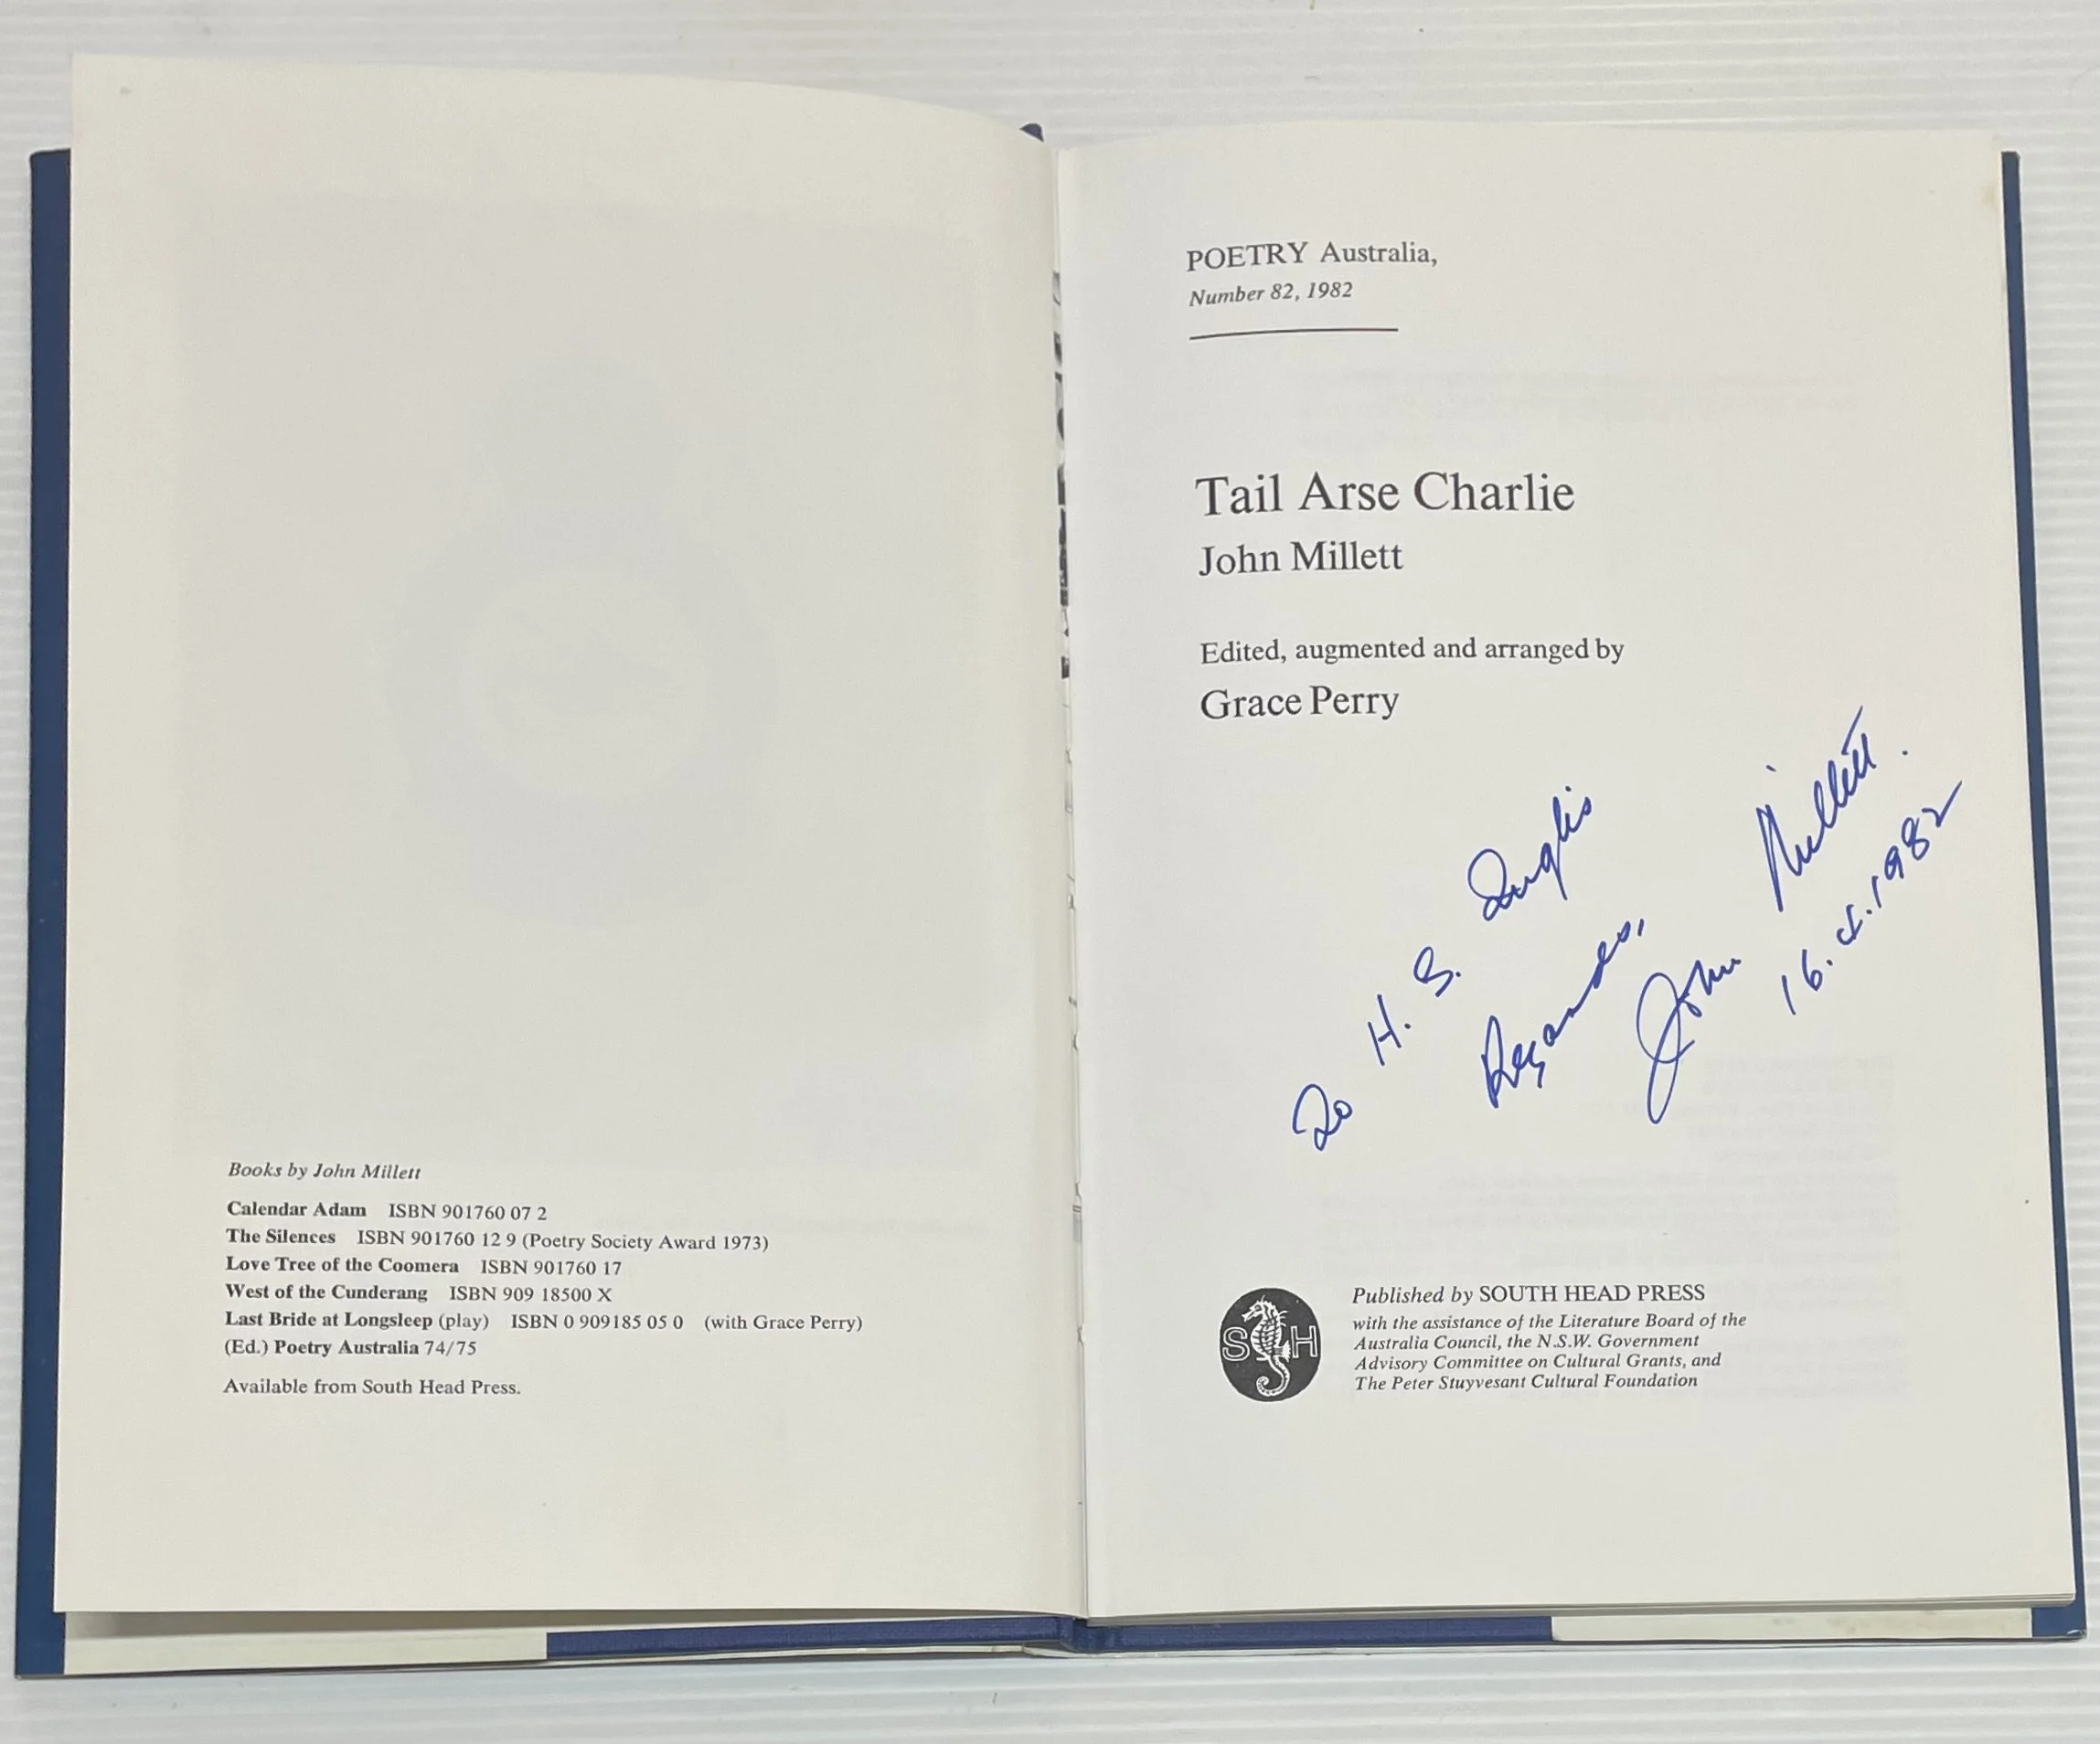 Books by John Millett
Calendar Adam ISBN 901760 07 2
The Silences ISBN 901760 12 9 (Poetry Society Award 1973)
Love Tree of the Coomera ISBN 901760 17
West of the Cunderang ISBN 909 18500 X
Last Bride at Longsleep (play) ISBN 0 909185 05 0 (with Grace Perry)
(Ed.) Poetry Australia 74/75
Available from South Head Press.
POETRY Australia,
Number 82, 1982
Tail Arse Charlie
John Millett
Edited, augmented and arranged by
Grace Perry
To H. S. Inglis
Regards,
John Millett.
16. .1982
S H
Published by SOUTH HEAD PRESS
with the assistance of the Literature Board of the
Australia Council, the N.S.W. Government
Advisory Committee on Cultural Grants, and
The Peter Stuyvesant Cultural Foundation